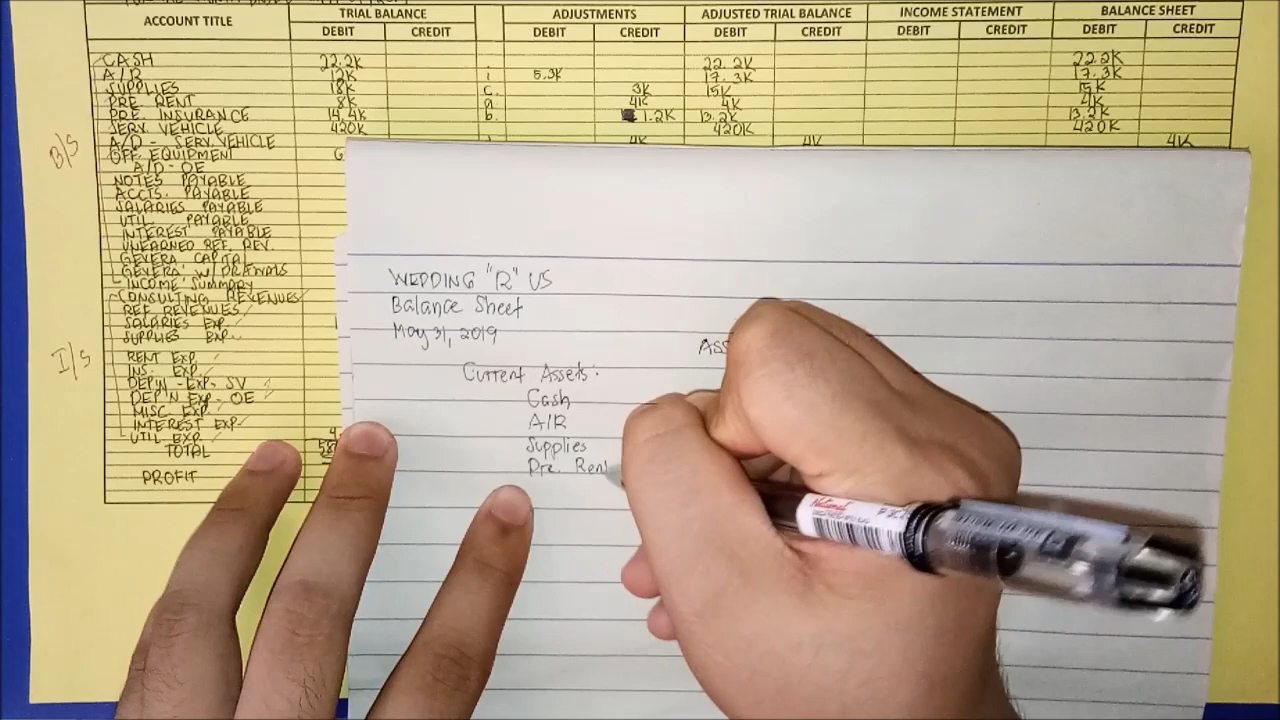 ACCOUNT TITLE TRIAL BALANCE ADJUSTMENTS ADJUSTED TRIAL BALANCE INCOME STATEMENT BALANCE SHEET
DEBIT CREDIT DEBIT CREDIT DEBIT CREDIT DEBIT CREDIT DEBIT CREDIT
CASH 22.2K 22.2K 22.2K
A/R 12K i 5.3K 17.3K 17.3K
SUPPLIES 18K c. 3K 15K 15K
PRE. RENT 8K a 4K 4K 4K
PRE. INSURANCE 14.4K b. 1.2K 13.2K 13.2K
SERV. VEHICLE 420K 420K 420K
A/D - SERV. VEHICLE 4K 4K 4K
OFF. EQUIPMENT
A/D - OE
NOTES PAYABLE
ACCTS. PAYABLE
SALARIES PAYABLE
UTIL. PAYABLE
INTEREST PAYABLE
UNEARNED REF. REV.
GEVERA, CAPITAL
GEVERA, W/DRAWALS
INCOME SUMMARY
CONSULTING REVENUES
REF. REVENUES
SALARIES EXP.
SUPPLIES EXP.
RENT EXP.
INS. EXP.
DEP'N - EXP - SV
DEP'N EXP - OE
MISC EXP
INTEREST EXP
UTIL EXP.
TOTAL
PROFIT
B/S
I/S
WEDDING "R" US
Balance Sheet
May 31, 2019
ASS
Current Assets:
Cash
A/R
Supplies
Pre. Rent
National